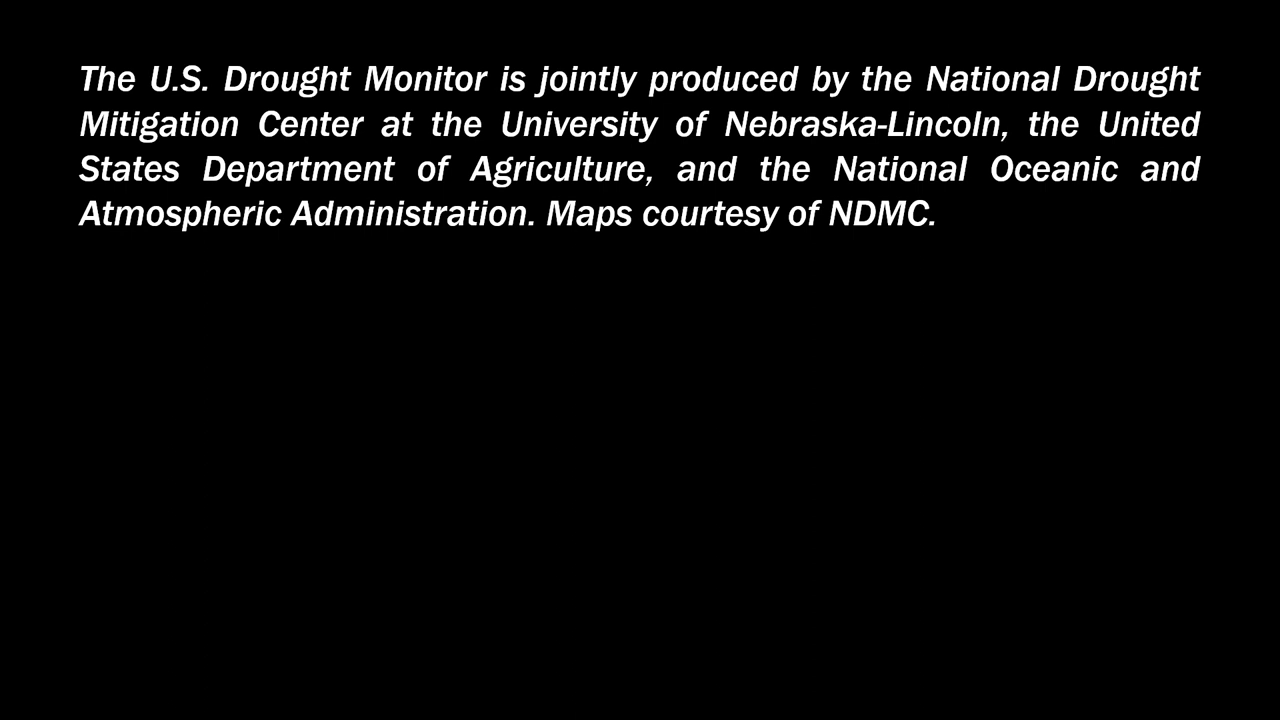 The U.S. Drought Monitor is jointly produced by the National Drought
Mitigation Center at the University of Nebraska-Lincoln, the United
States Department of Agriculture, and the National Oceanic and
Atmospheric Administration. Maps courtesy of NDMC.